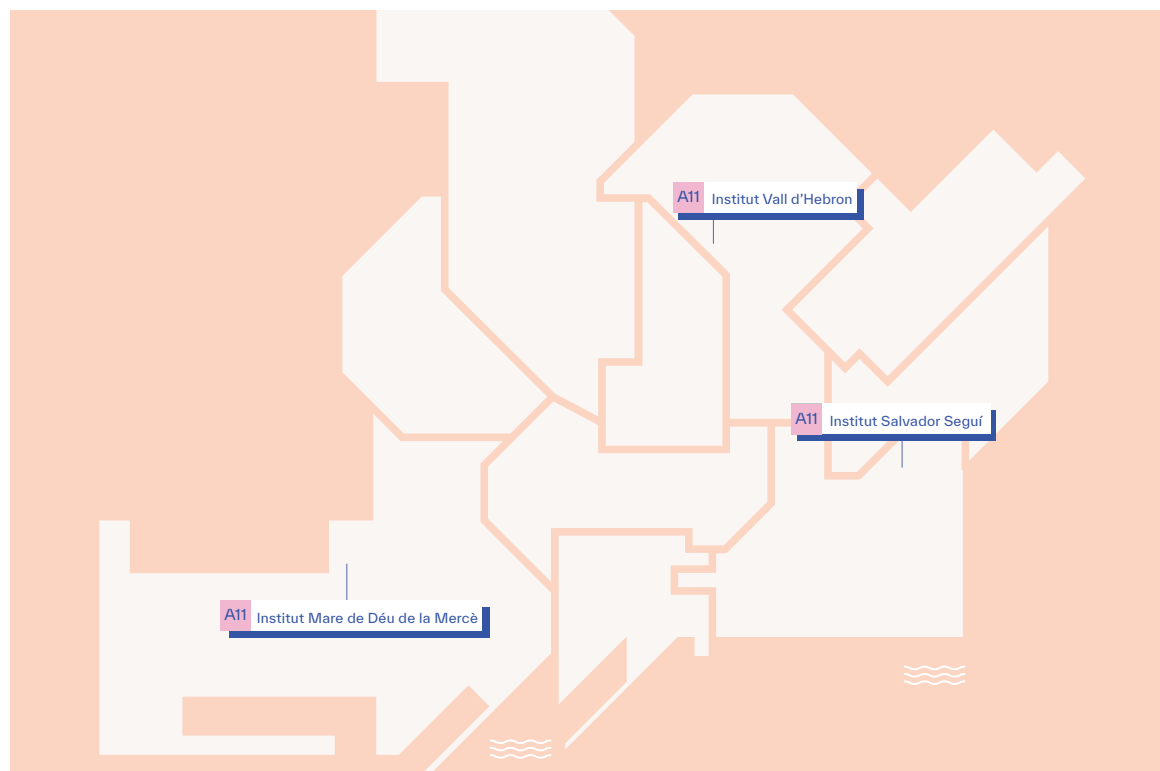 A11 Institut Vall d’Hebron
A11 Institut Salvador Seguí
A11 Institut Mare de Déu de la Mercè